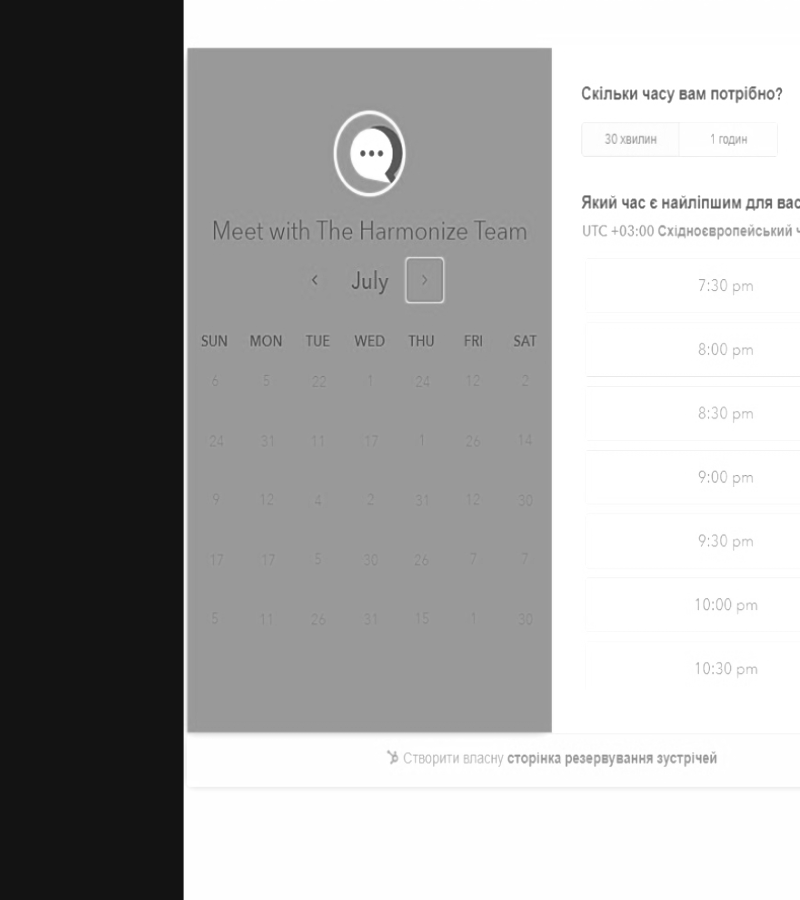 Meet with The Harmonize Team
‹ July ›
SUN MON TUE WED THU FRI SAT
6 5 22 1 24 12 2
24 31 11 17 1 26 14
9 12 4 2 31 12 30
17 17 5 30 26 7 7
5 11 26 31 15 1 30
Скільки часу вам потрібно?
30 хвилин 1 годин
Який час є найліпшим для вас
UTC +03:00 Східноєвропейський ч
7:30 pm
8:00 pm
8:30 pm
9:00 pm
9:30 pm
10:00 pm
10:30 pm
Створити власну сторінка резервування зустрічей